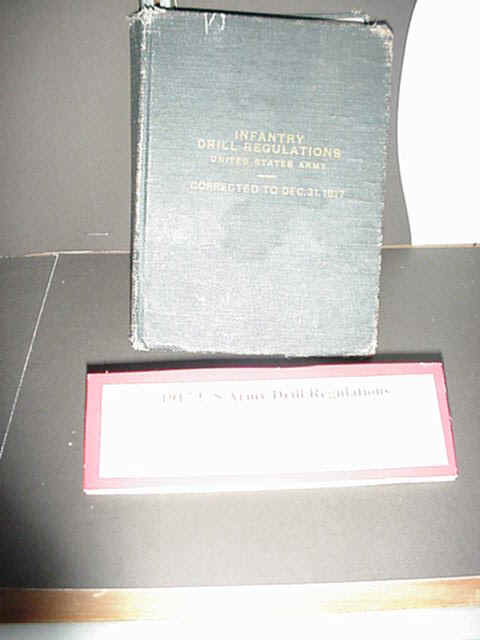 INFANTRY
DRILL REGULATIONS
UNITED STATES ARMY
CORRECTED TO DEC. 31, 1917
1917 U S Army Drill Regulations